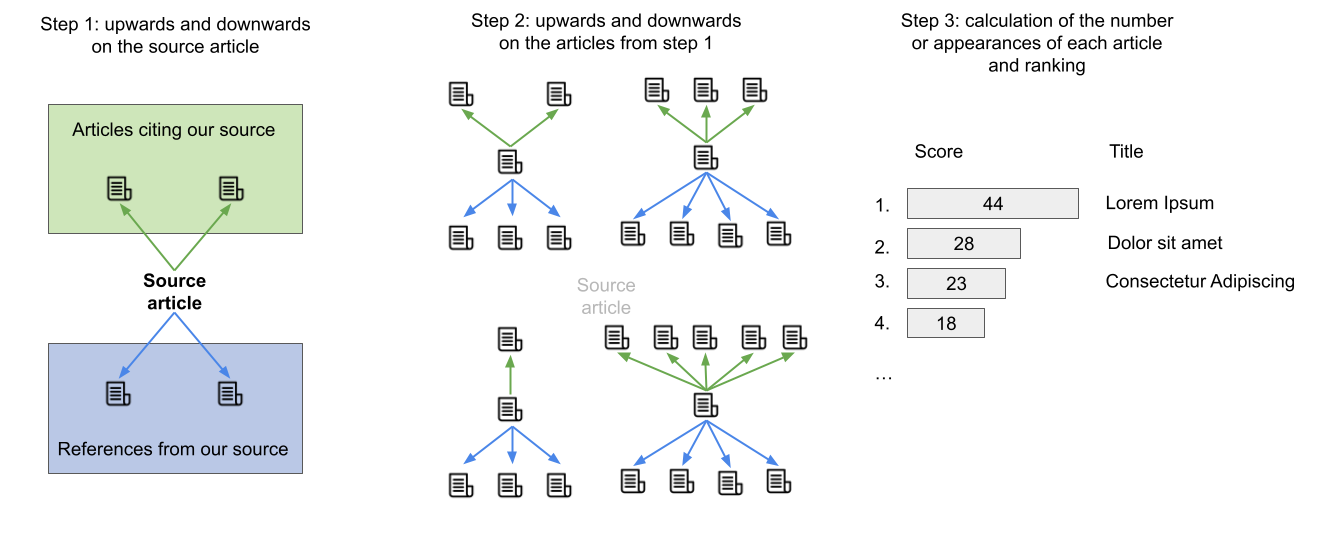 Step 1: upwards and downwards
on the source article
Articles citing our source
Source
article
References from our source
Step 2: upwards and downwards
on the articles from step 1
Source
article
Step 3: calculation of the number
or appearances of each article
and ranking
Score Title
1. 44 Lorem Ipsum
2. 28 Dolor sit amet
3. 23 Consectetur Adipiscing
4. 18
...